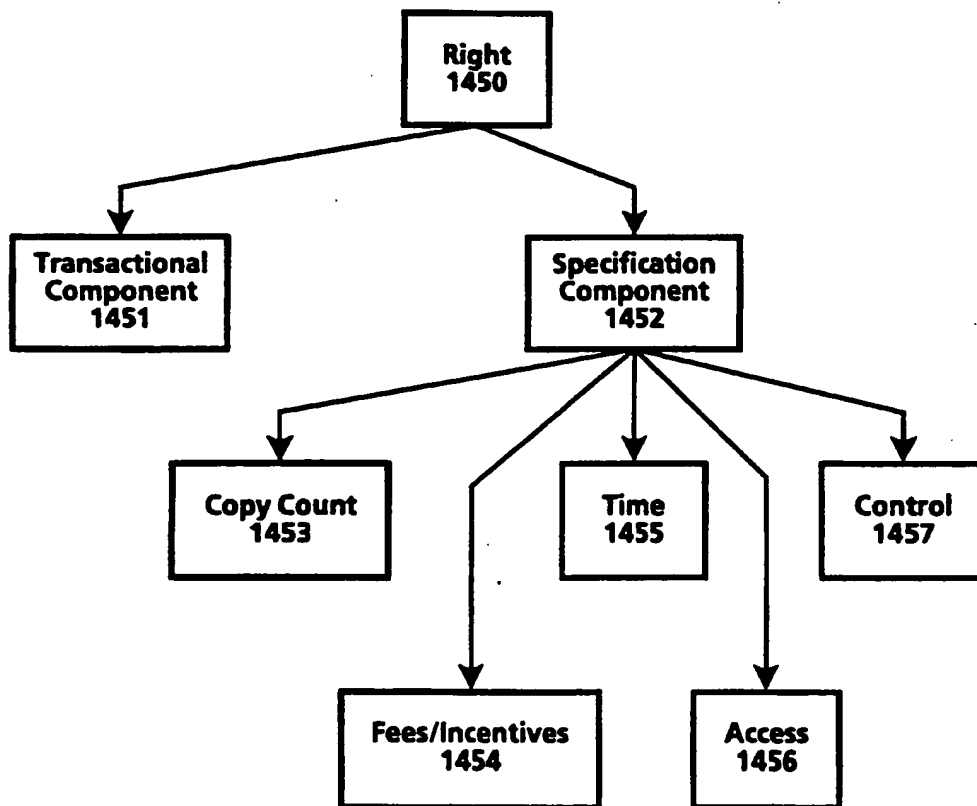 Right
1450
Transactional
Component
1451
Specification
Component
1452
Copy Count
1453
Time
1455
Control
1457
Fees/Incentives
1454
Access
1456